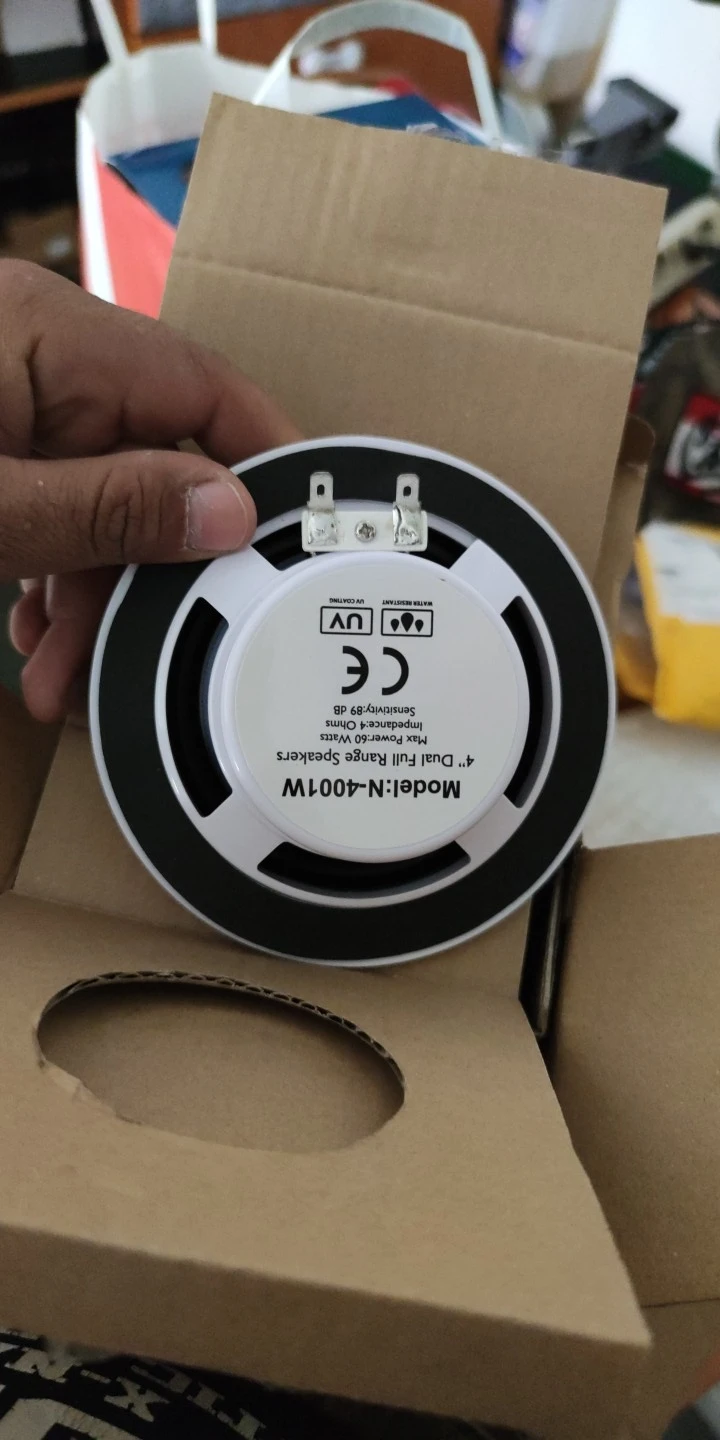 Model:N-4001W
4" Dual Full Range Speakers
Max Power:60 Watts
Impedance:4 Ohms
Sensitivity:89 dB
CE
UV
WATER RESISTANT
UV COATING